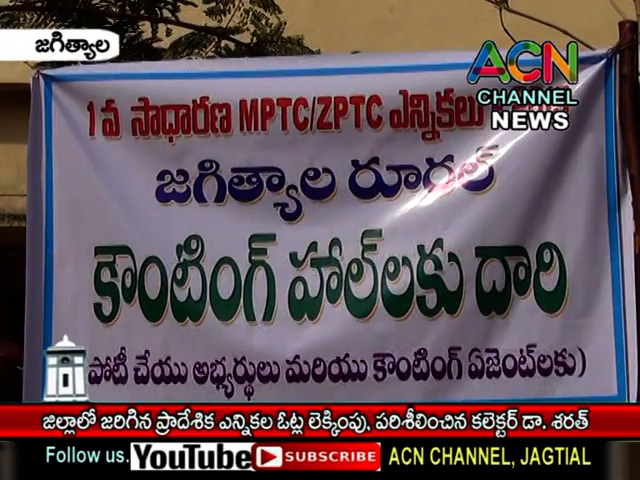 జగిత్యాల
ACN
CHANNEL
NEWS
1వ సాధారణ MPTC/ZPTC ఎన్నికలు
జగిత్యాల రూరల్
కౌంటింగ్ హాల్‌లకు దారి
పోటీ చేయు అభ్యర్థులు మరియు కౌంటింగ్ ఏజెంట్‌లకు)
జిల్లాలో జరిగిన ప్రాదేశిక ఎన్నికల ఓట్ల లెక్కింపు, పరిశీలించిన కలెక్టర్ డా. శరత్
Follow us. YouTube SUBSCRIBE ACN CHANNEL, JAGTIAL